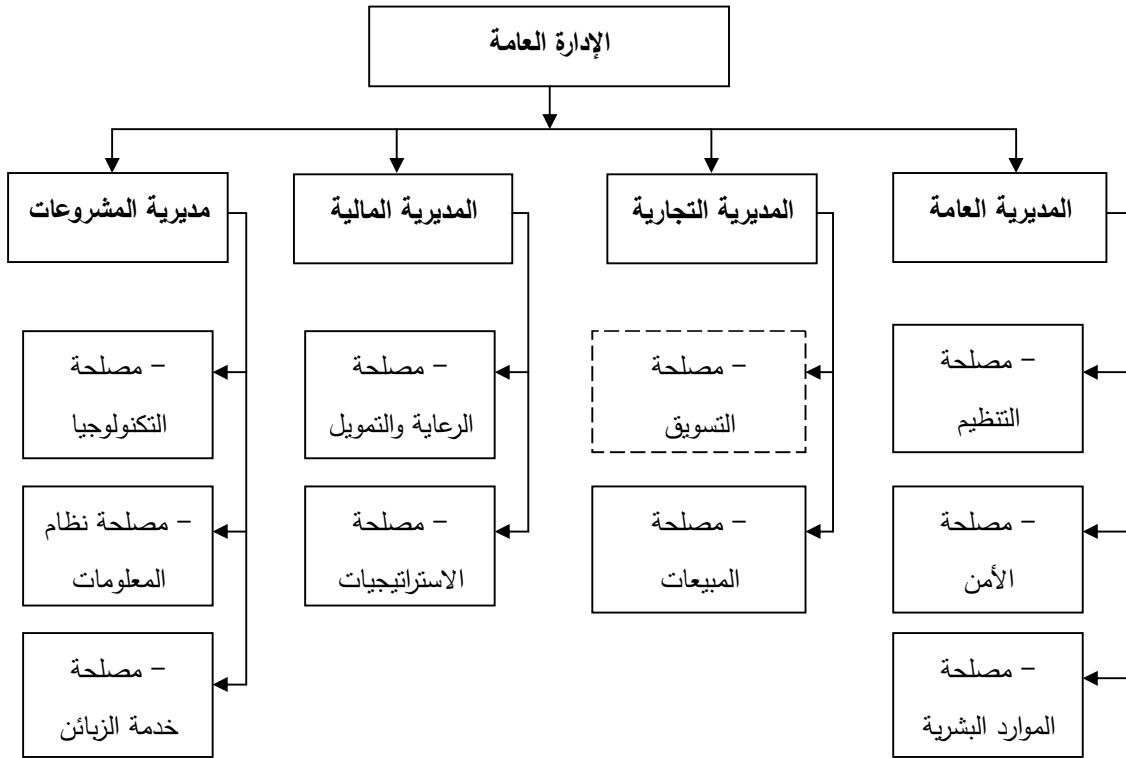 الإدارة العامة
المديرية العامة
المديرية التجارية
المديرية المالية
مديرية المشروعات
– مصلحة
التنظيم
– مصلحة
التسويق
– مصلحة
الرعاية والتمويل
– مصلحة
التكنولوجيا
– مصلحة
الأمن
– مصلحة
المبيعات
– مصلحة
الاستراتيجيات
– مصلحة نظام
المعلومات
– مصلحة
الموارد البشرية
– مصلحة
خدمة الزبائن